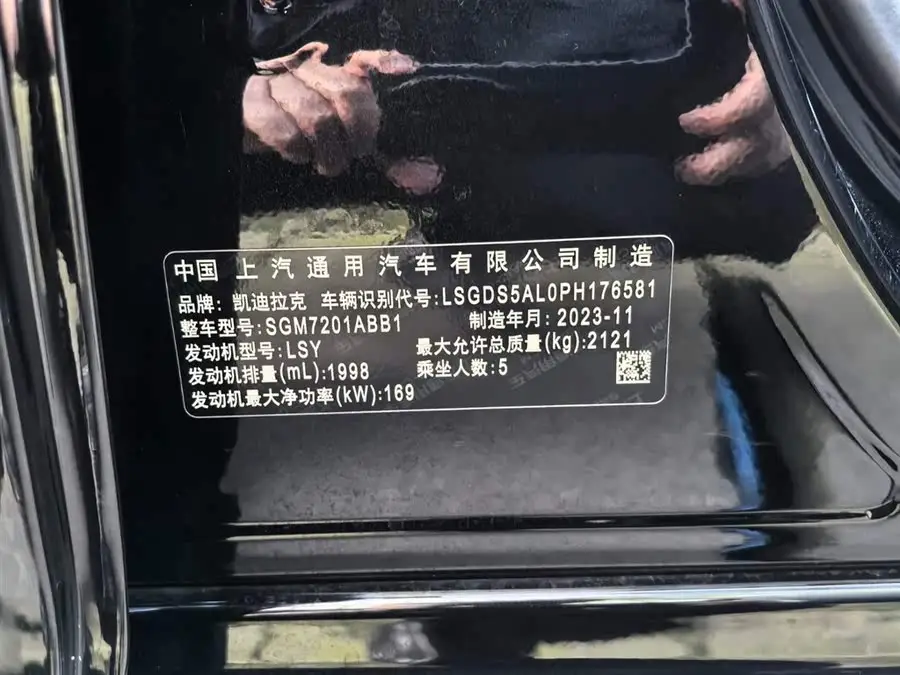 中国 上汽通用汽车有限公司制造
品牌: 凯迪拉克 车辆识别代号:LSGDS5AL0PH176581
整车型号:SGM7201ABB1 制造年月: 2023-11
发动机型号:LSY 最大允许总质量(kg):2121
发动机排量(mL):1998 乘坐人数:5
发动机最大净功率(kW):169